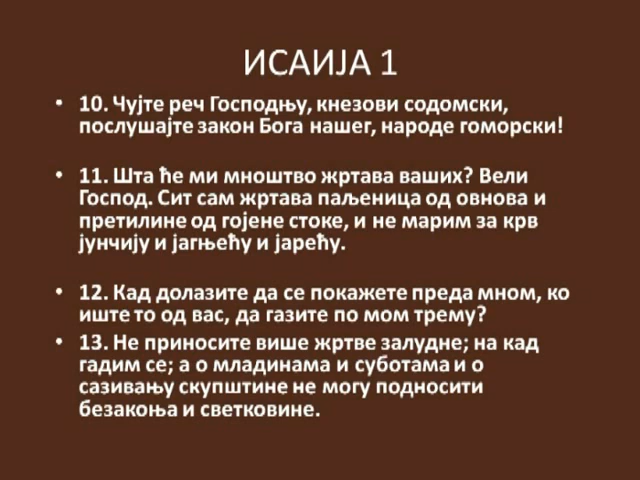 ИСАИЈА 1
• 10. Чујте реч Господњу, кнезови содомски,
послушајте закон Бога нашег, народе гоморски!
• 11. Шта ће ми мноштво жртава ваших? Вели
Господ. Сит сам жртава паљеница од овнова и
претилине од гојене стоке, и не марим за крв
јунчију и јагњећу и јарећу.
• 12. Кад долазите да се покажете преда мном, ко
иште то од вас, да газите по мом трему?
• 13. Не приносите више жртве залудне; на кад
гадим се; а о младинама и суботама и о
сазивању скупштине не могу подносити
безакоња и светковине.